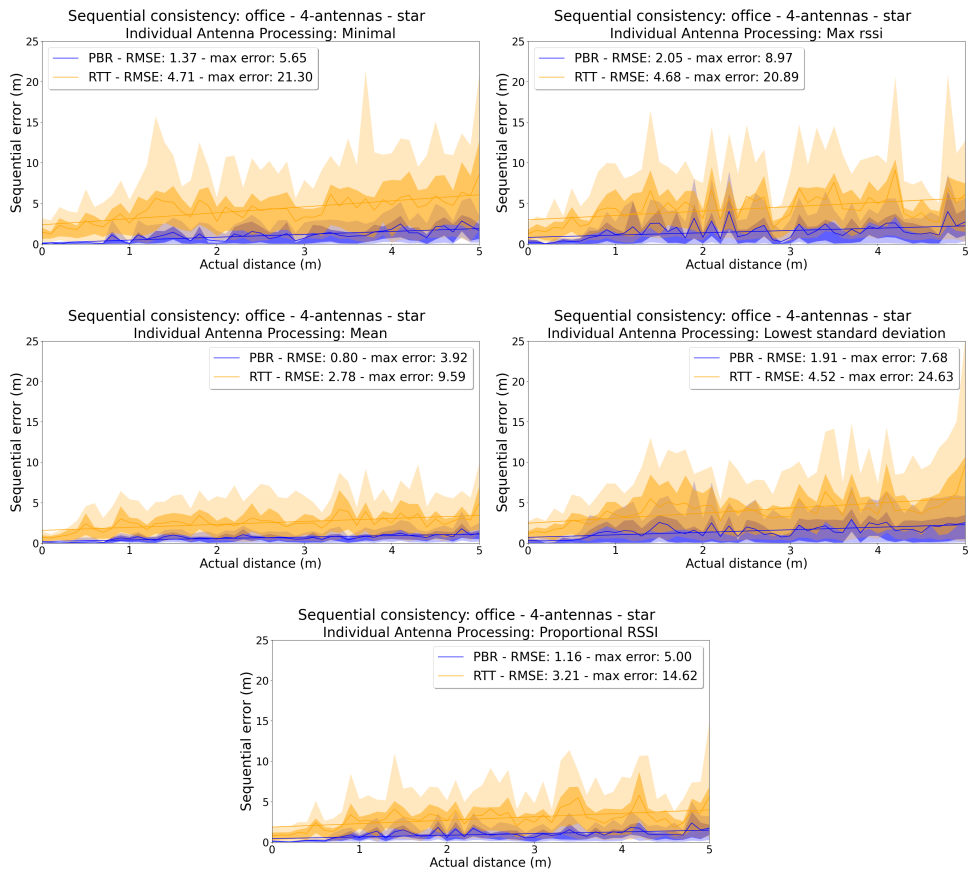 Sequential consistency: office - 4-antennas - star
Individual Antenna Processing: Minimal
PBR - RMSE: 1.37 - max error: 5.65
RTT - RMSE: 4.71 - max error: 21.30
Sequential error (m)
25
20
15
10
5
0
0 1 2 3 4 5
Actual distance (m)
Sequential consistency: office - 4-antennas - star
Individual Antenna Processing: Max rssi
PBR - RMSE: 2.05 - max error: 8.97
RTT - RMSE: 4.68 - max error: 20.89
Sequential error (m)
25
20
15
10
5
0
0 1 2 3 4 5
Actual distance (m)
Sequential consistency: office - 4-antennas - star
Individual Antenna Processing: Mean
PBR - RMSE: 0.80 - max error: 3.92
RTT - RMSE: 2.78 - max error: 9.59
Sequential error (m)
25
20
15
10
5
0
0 1 2 3 4 5
Actual distance (m)
Sequential consistency: office - 4-antennas - star
Individual Antenna Processing: Lowest standard deviation
PBR - RMSE: 1.91 - max error: 7.68
RTT - RMSE: 4.52 - max error: 24.63
Sequential error (m)
25
20
15
10
5
0
0 1 2 3 4 5
Actual distance (m)
Sequential consistency: office - 4-antennas - star
Individual Antenna Processing: Proportional RSSI
PBR - RMSE: 1.16 - max error: 5.00
RTT - RMSE: 3.21 - max error: 14.62
Sequential error (m)
25
20
15
10
5
0
0 1 2 3 4 5
Actual distance (m)